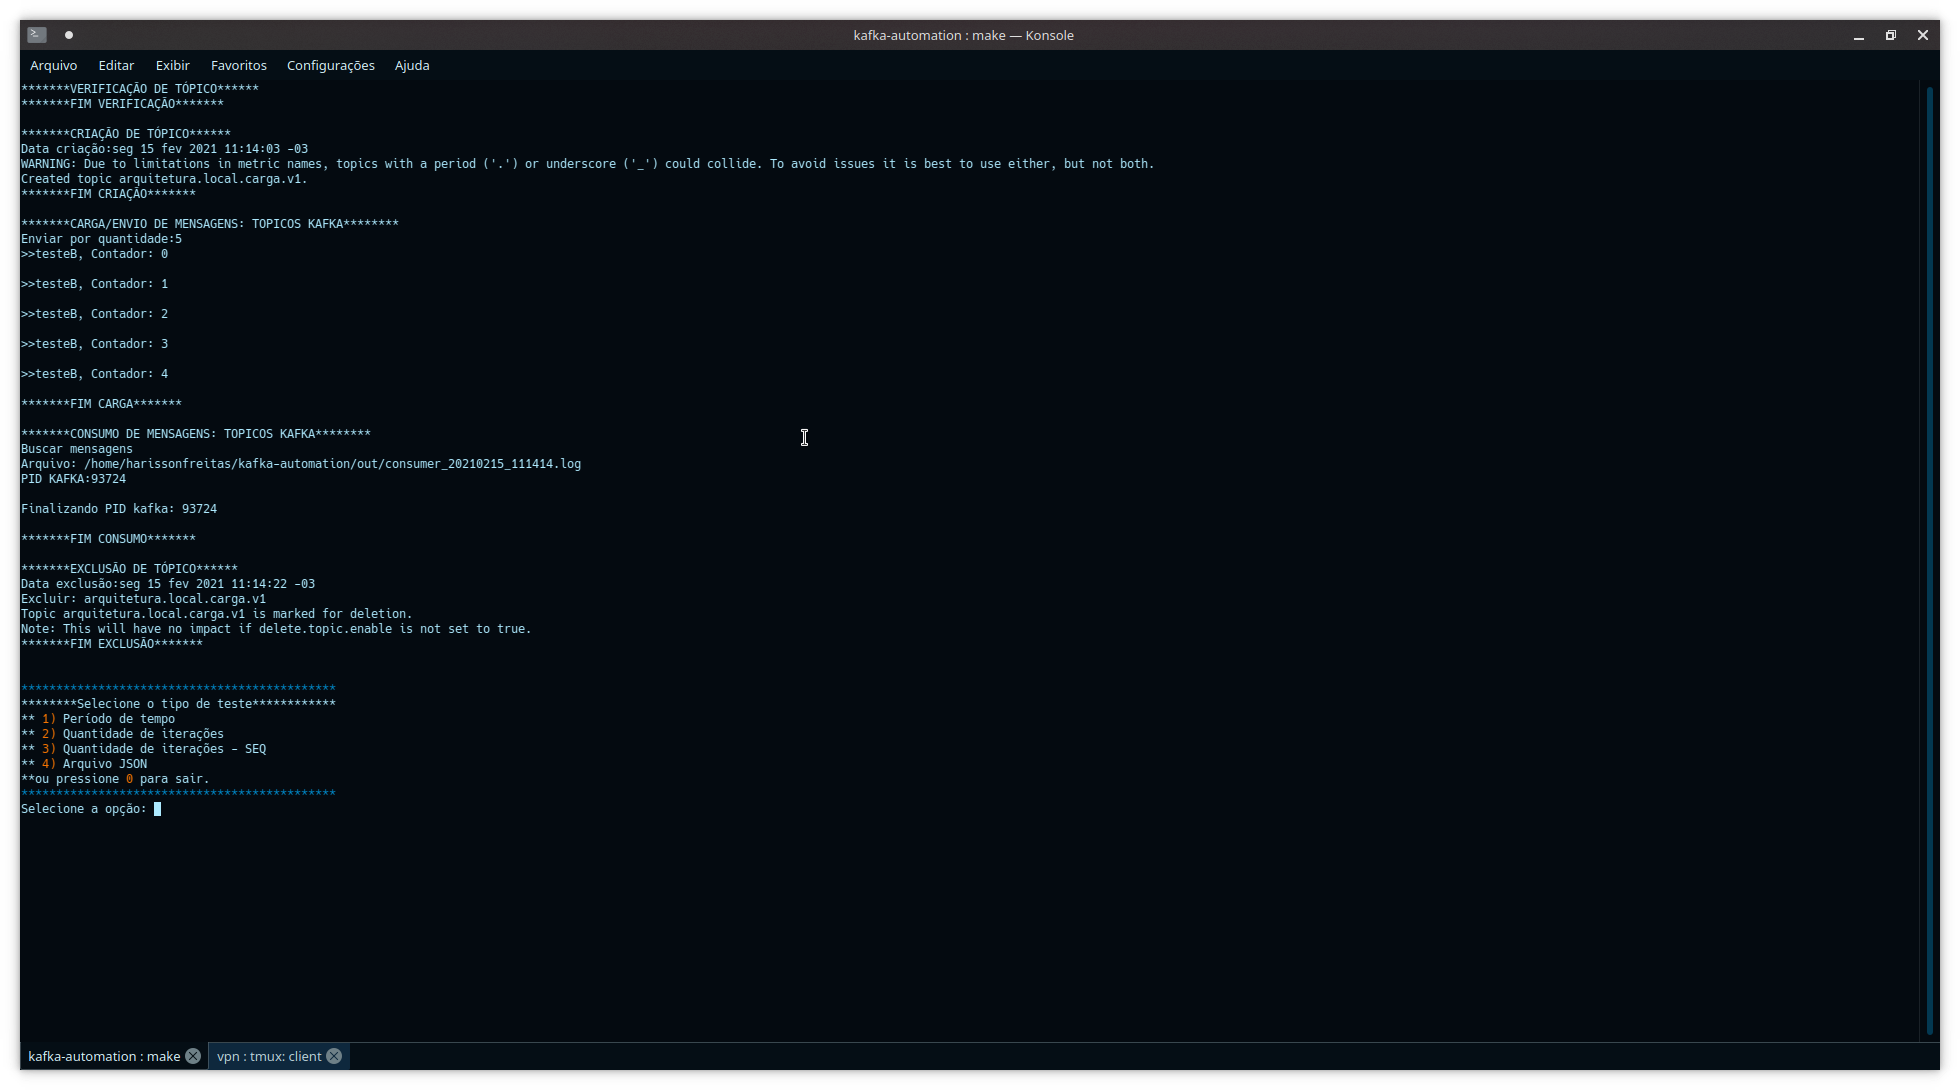 kafka-automation : make — Konsole
Arquivo Editar Exibir Favoritos Configurações Ajuda
*******VERIFICAÇÃO DE TÓPICO******
*******FIM VERIFICAÇÃO*******
*******CRIAÇÃO DE TÓPICO******
Data criação:seg 15 fev 2021 11:14:03 -03
WARNING: Due to limitations in metric names, topics with a period ('.') or underscore ('_') could collide. To avoid issues it is best to use either, but not both.
Created topic arquitetura.local.carga.v1.
*******FIM CRIAÇÃO*******
*******CARGA/ENVIO DE MENSAGENS: TOPICOS KAFKA********
Enviar por quantidade:5
>>testeB, Contador: 0
>>testeB, Contador: 1
>>testeB, Contador: 2
>>testeB, Contador: 3
>>testeB, Contador: 4
*******FIM CARGA*******
*******CONSUMO DE MENSAGENS: TOPICOS KAFKA********
Buscar mensagens
Arquivo: /home/harissonfreitas/kafka-automation/out/consumer_20210215_111414.log
PID KAFKA:93724
Finalizando PID kafka: 93724
*******FIM CONSUMO*******
*******EXCLUSÃO DE TÓPICO******
Data exclusão:seg 15 fev 2021 11:14:22 -03
Excluir: arquitetura.local.carga.v1
Topic arquitetura.local.carga.v1 is marked for deletion.
Note: This will have no impact if delete.topic.enable is not set to true.
*******FIM EXCLUSÃO*******
*********************************************
********Selecione o tipo de teste************
** 1) Período de tempo
** 2) Quantidade de iterações
** 3) Quantidade de iterações - SEQ
** 4) Arquivo JSON
**ou pressione 0 para sair.
*********************************************
Selecione a opção:
kafka-automation : make vpn : tmux: client